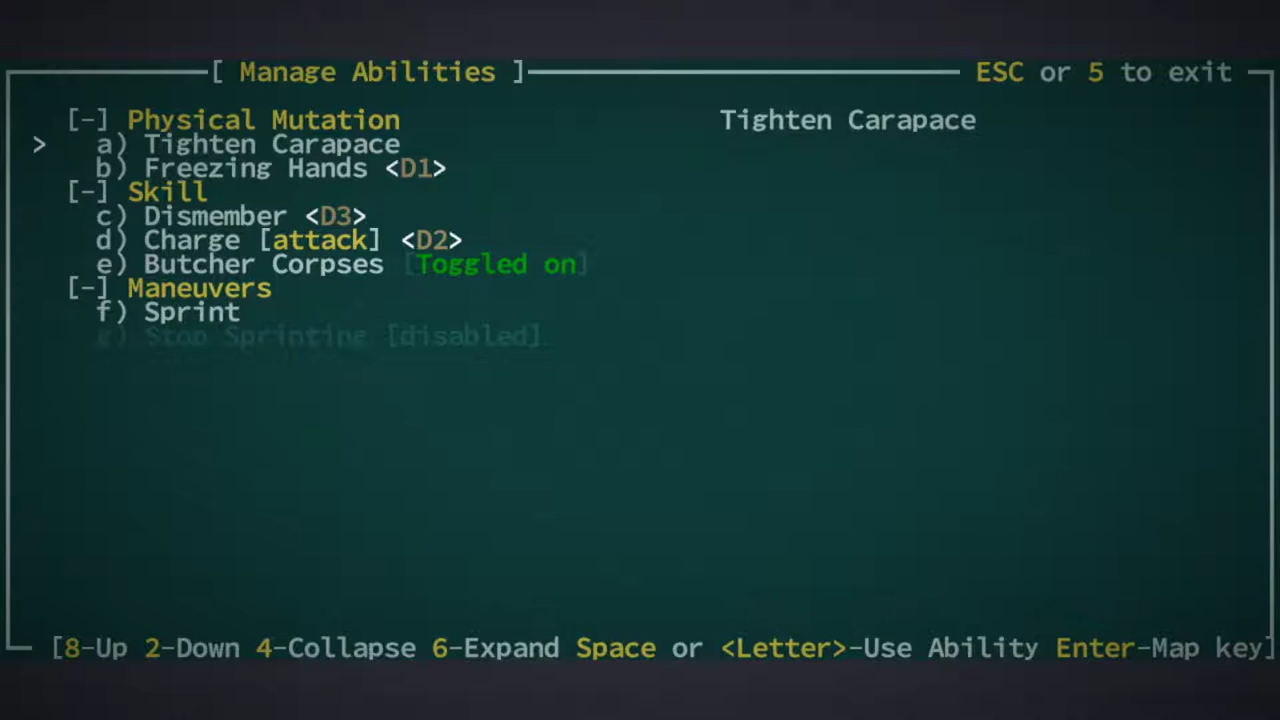 [ Manage Abilities ] ESC or 5 to exit
[-] Physical Mutation Tighten Carapace
> a) Tighten Carapace
b) Freezing Hands <D1>
[-] Skill
c) Dismember <D3>
d) Charge [attack] <D2>
e) Butcher Corpses [Toggled on]
[-] Maneuvers
f) Sprint
g) Stop Sprinting [disabled]
[8-Up 2-Down 4-Collapse 6-Expand Space or <Letter>-Use Ability Enter-Map key]